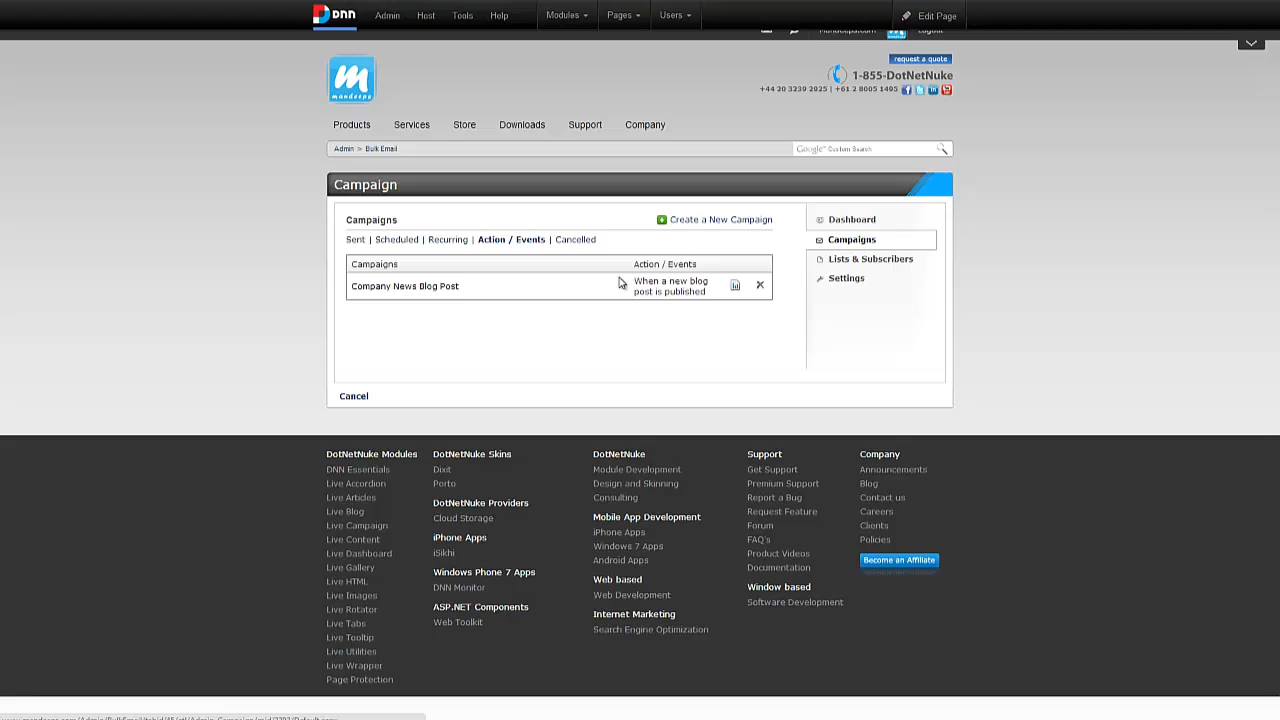 DNN Admin Host Tools Help Modules Pages Users Edit Page
Mandeeps.com Logout
request a quote
m
mandeeps
1-855-DotNetNuke
+44 20 3239 2925 | +61 2 8005 1495
Products Services Store Downloads Support Company
Admin > Bulk Email
Google™ Custom Search
Campaign
Campaigns
Create a New Campaign
Sent | Scheduled | Recurring | Action / Events | Cancelled
Campaigns Action / Events
Company News Blog Post
When a new blog
post is published
Dashboard
Campaigns
Lists & Subscribers
Settings
Cancel
DotNetNuke Modules
DNN Essentials
Live Accordion
Live Articles
Live Blog
Live Campaign
Live Content
Live Dashboard
Live Gallery
Live HTML
Live Images
Live Rotator
Live Tabs
Live Tooltip
Live Utilities
Live Wrapper
Page Protection
DotNetNuke Skins
Dixit
Porto
DotNetNuke Providers
Cloud Storage
iPhone Apps
iSikhi
Windows Phone 7 Apps
DNN Monitor
ASP.NET Components
Web Toolkit
DotNetNuke
Module Development
Design and Skinning
Consulting
Mobile App Development
iPhone Apps
Windows 7 Apps
Android Apps
Web based
Web Development
Internet Marketing
Search Engine Optimization
Support
Get Support
Premium Support
Report a Bug
Request Feature
Forum
FAQ's
Product Videos
Documentation
Window based
Software Development
Company
Announcements
Blog
Contact us
Careers
Clients
Policies
Become an Affiliate